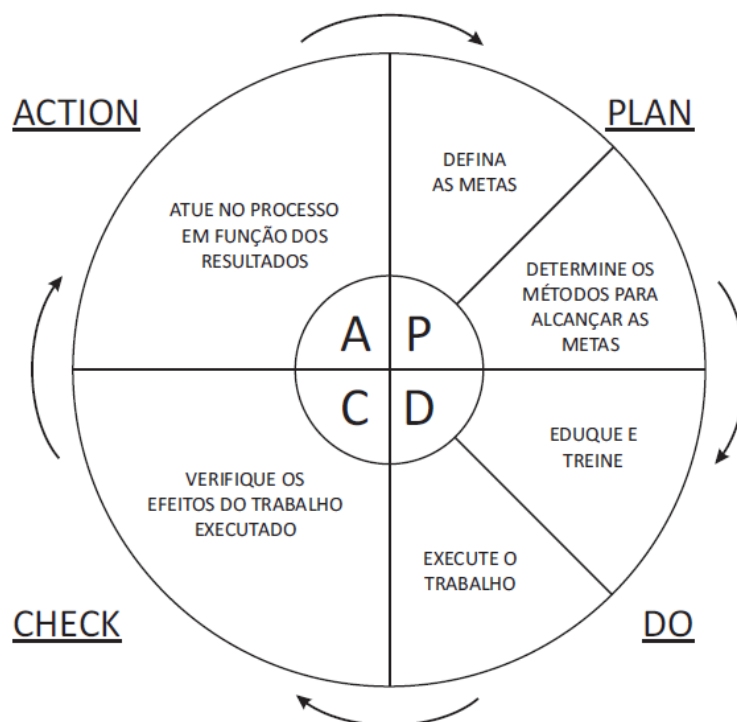 ACTION
PLAN
DEFINA
AS METAS
ATUE NO PROCESSO
EM FUNÇÃO DOS
RESULTADOS
DETERMINE OS
MÉTODOS PARA
ALCANÇAR AS
METAS
A P
C D
EDUQUE E
TREINE
VERIFIQUE OS
EFEITOS DO TRABALHO
EXECUTADO
EXECUTE O
TRABALHO
CHECK
DO